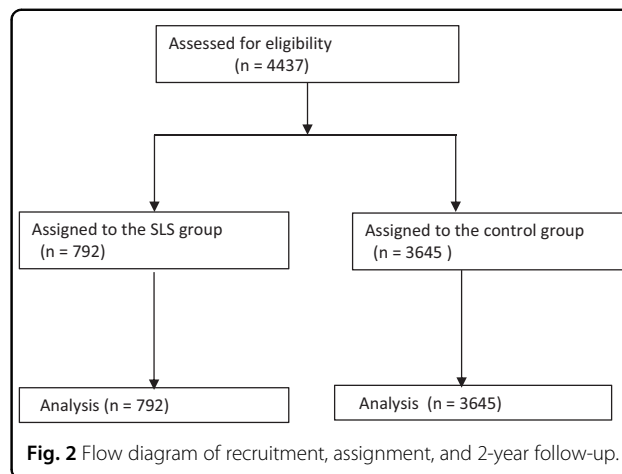 Assessed for eligibility
(n = 4437)
Assigned to the SLS group
(n = 792)
Assigned to the control group
(n = 3645 )
Analysis (n = 792)
Analysis (n = 3645)
Fig. 2 Flow diagram of recruitment, assignment, and 2-year follow-up.